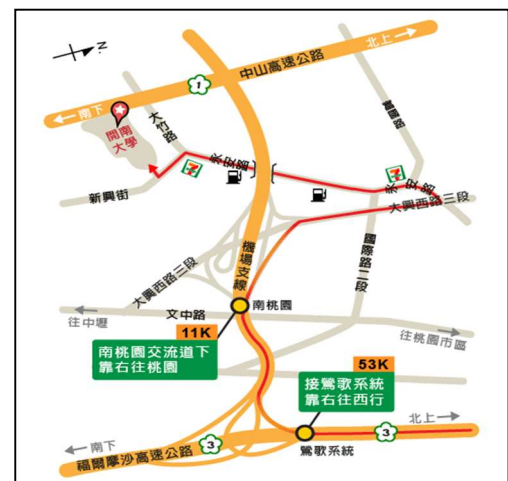 N
北上
中山高速公路
1
南下
開南
大學
大竹路
永安路
7
新興街
富國路
7
永安路
大興西路三段
機場支線
國際路二段
大興西路三段
南桃園
文中路
往中壢
11K
往桃園市區
南桃園交流道下
靠右往桃園
53K
接鶯歌系統
靠右往西行
北上
3
南下
3
福爾摩沙高速公路
鶯歌系統